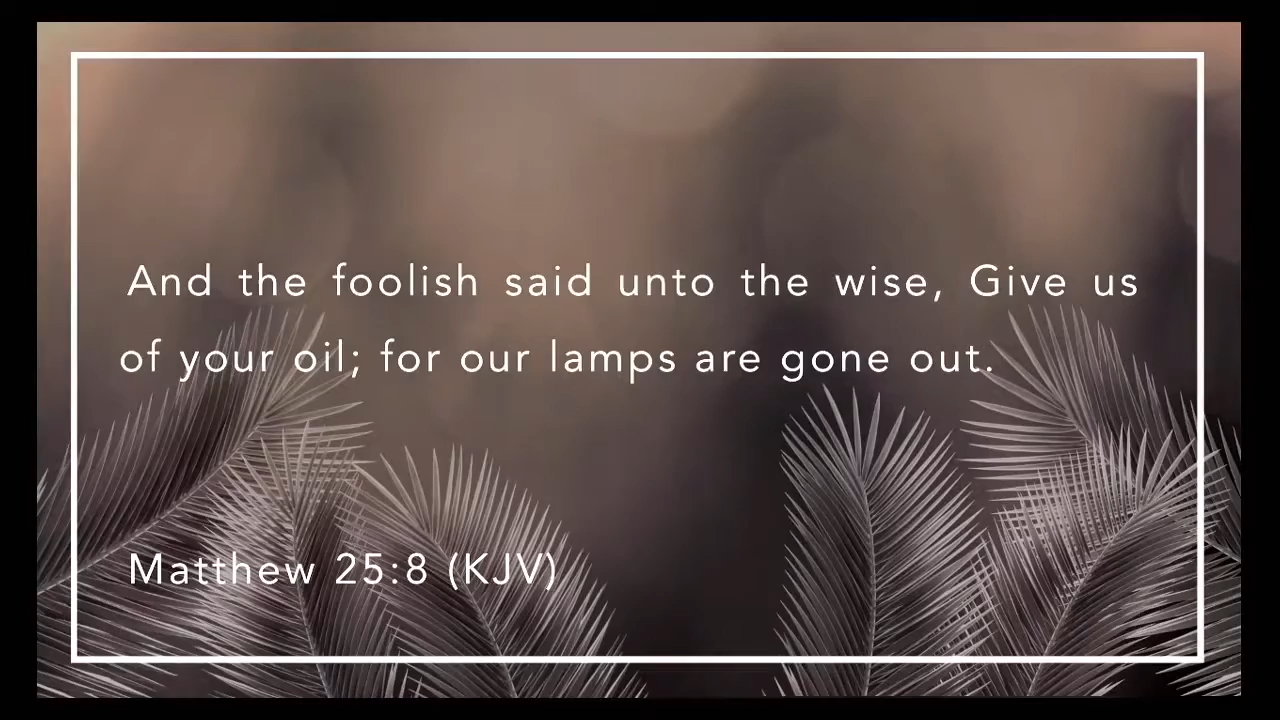 And the foolish said unto the wise, Give us
of your oil; for our lamps are gone out.
Matthew 25:8 (KJV)